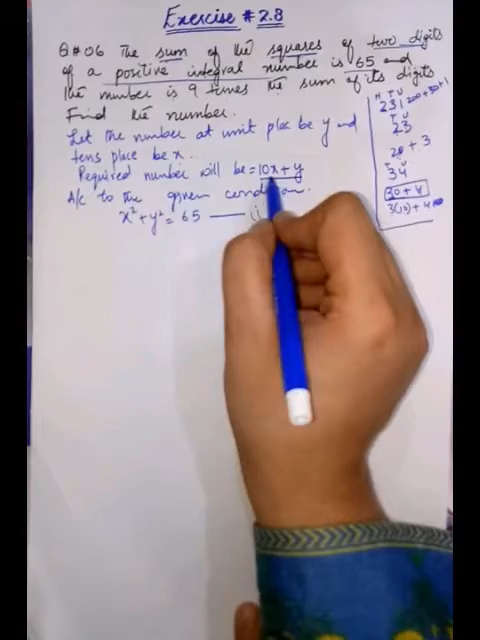 Exercise # 2.8
Q#06 The sum of the squares of two digits
of a positive integral number is 65 and
the number is 9 times the sum of its digits
Find the number.
Let the number at unit place be y and
tens place be x.
Required number will be = 10x + y
A/c to the given condition.
x² + y² = 65 —— (i
H T U
231 200+30+1
T U
23
20 + 3
T U
34
30 + 4
3(10) + 4